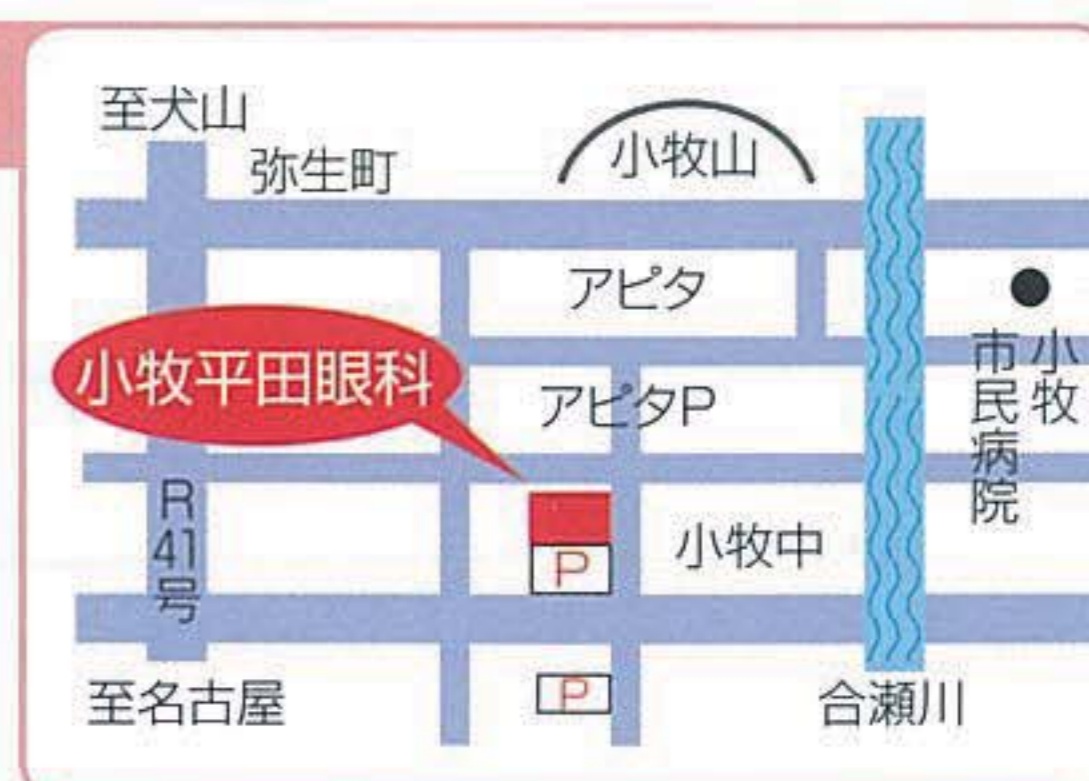 至犬山
弥生町
小牧山
アピタ
小牧
市民病院
小牧平田眼科
アピタP
R41号
P
小牧中
至名古屋
P
合瀬川